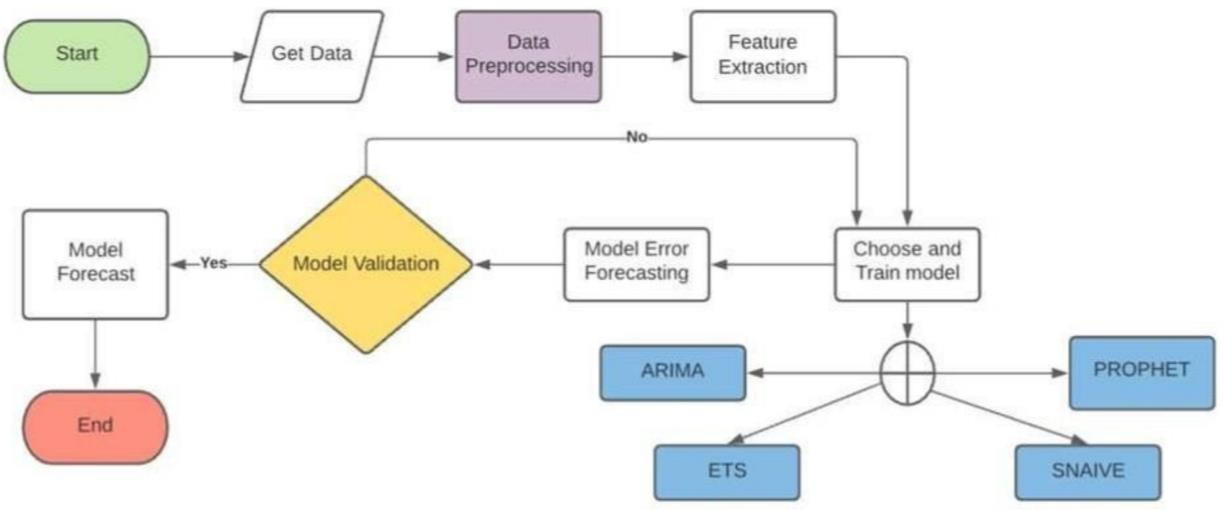 Start
Get Data
Data
Preprocessing
Feature
Extraction
No
Model
Forecast
Yes
Model Validation
Model Error
Forecasting
Choose and
Train model
ARIMA
PROPHET
End
ETS
SNAIVE